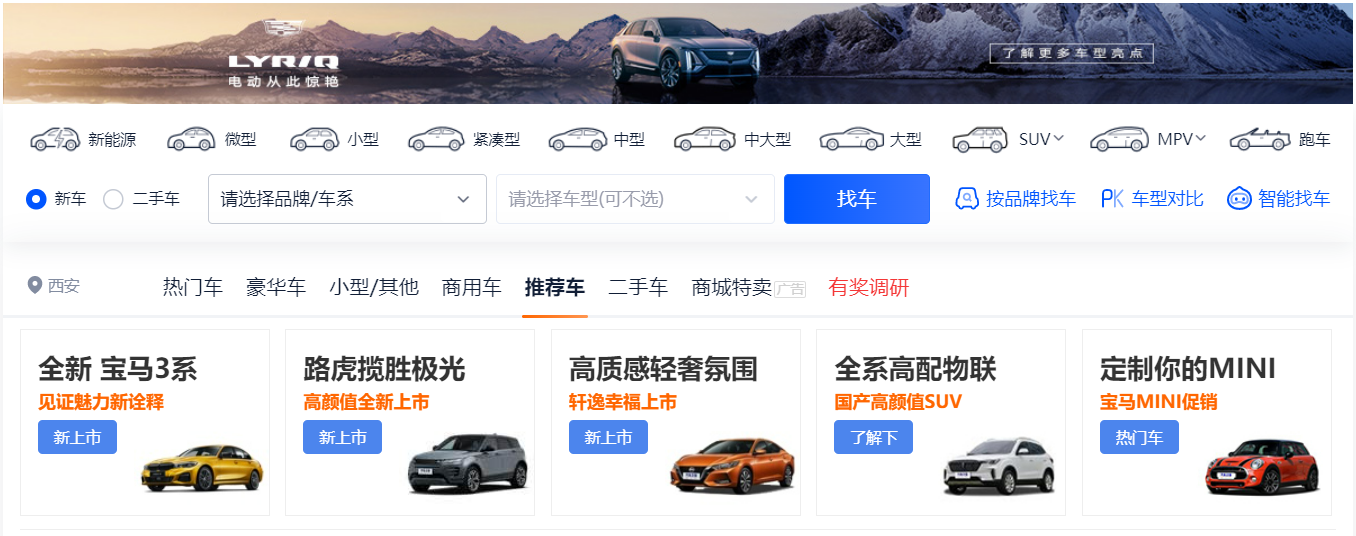 LYRIQ
电动从此惊艳
了解更多车型亮点
新能源 微型 小型 紧凑型 中型 中大型 大型 SUV MPV 跑车
新车 二手车 请选择品牌/车系 请选择车型(可不选) 找车 按品牌找车 PK 车型对比 智能找车
西安 热门车 豪华车 小型/其他 商用车 推荐车 二手车 商城特卖 广告 有奖调研
全新 宝马3系
见证魅力新诠释
新上市
路虎揽胜极光
高颜值全新上市
新上市
高质感轻奢氛围
轩逸幸福上市
新上市
全系高配物联
国产高颜值SUV
了解下
定制你的MINI
宝马MINI促销
热门车